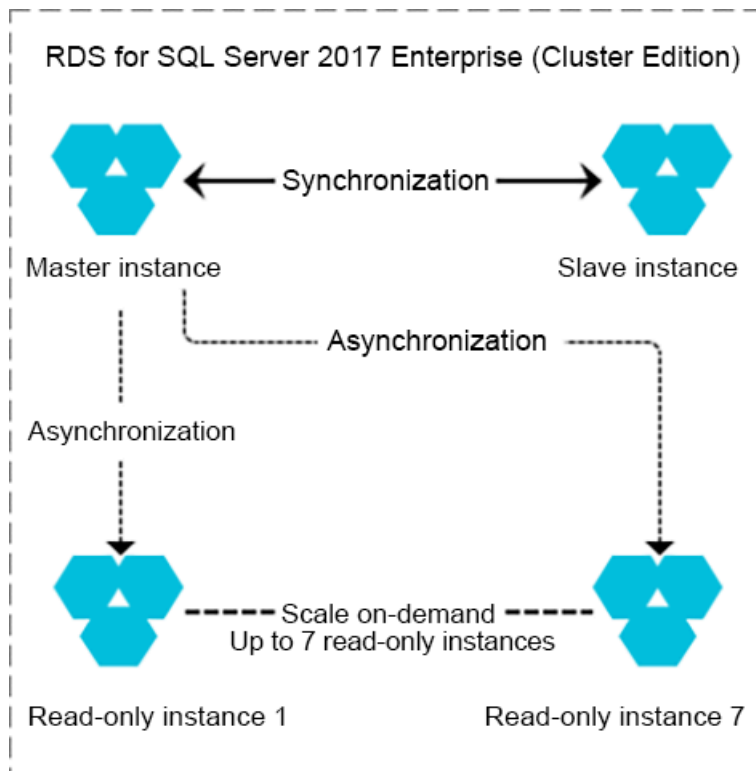 RDS for SQL Server 2017 Enterprise (Cluster Edition)
Synchronization
Master instance
Slave instance
Asynchronization
Asynchronization
Scale on-demand
Up to 7 read-only instances
Read-only instance 1
Read-only instance 7